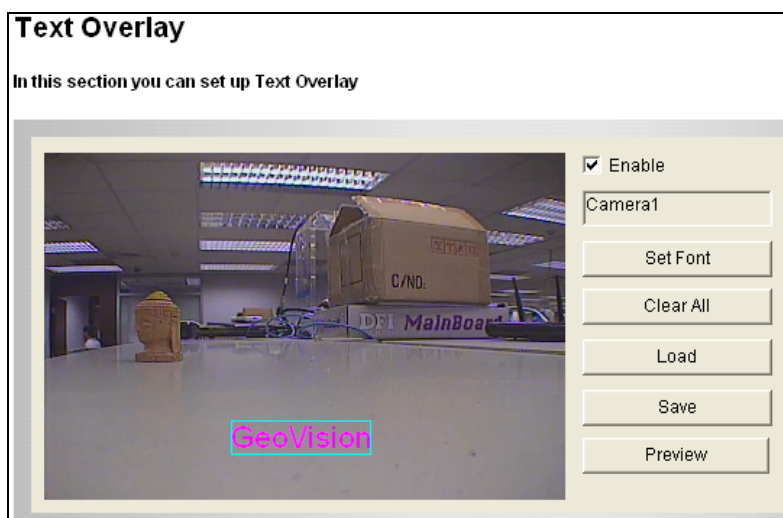 Text Overlay
In this section you can set up Text Overlay
Enable
Camera1
Set Font
Clear All
Load
Save
Preview
C/NO:
DFI MainBoard
GeoVision